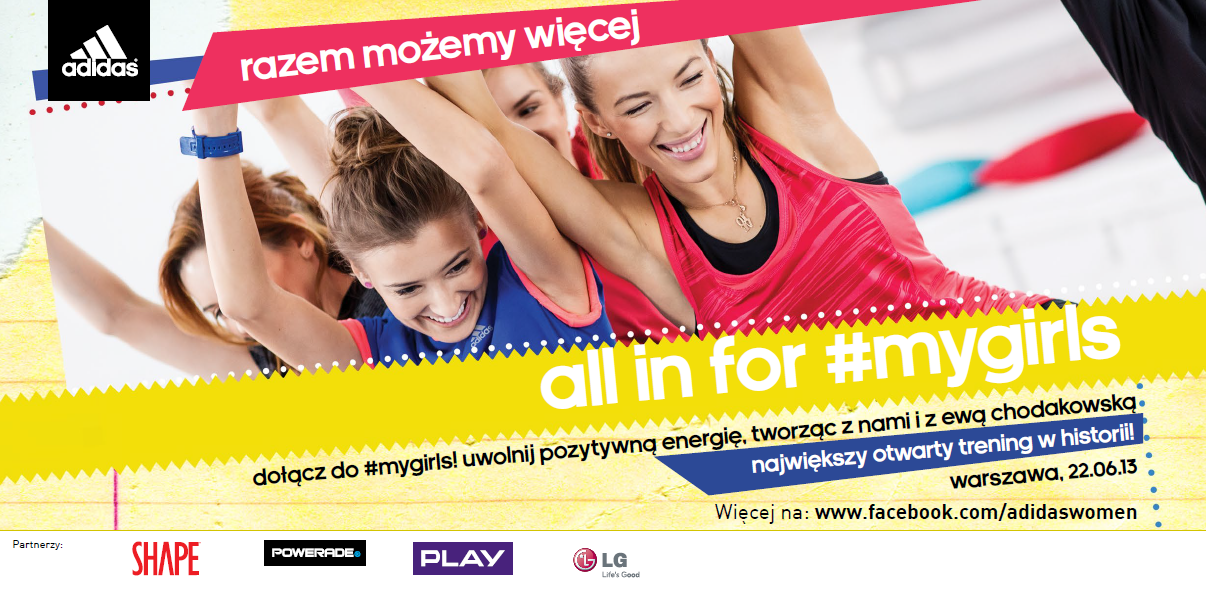 adidas
razem możemy więcej
adidas
all in for #mygirls
dołącz do #mygirls! uwolnij pozytywną energię, tworząc z nami i z ewą chodakowską
największy otwarty trening w historii!
warszawa, 22.06.13
Więcej na: www.facebook.com/adidaswomen
Partnerzy:
SHAPE
POWERADE
PLAY
LG
Life's Good